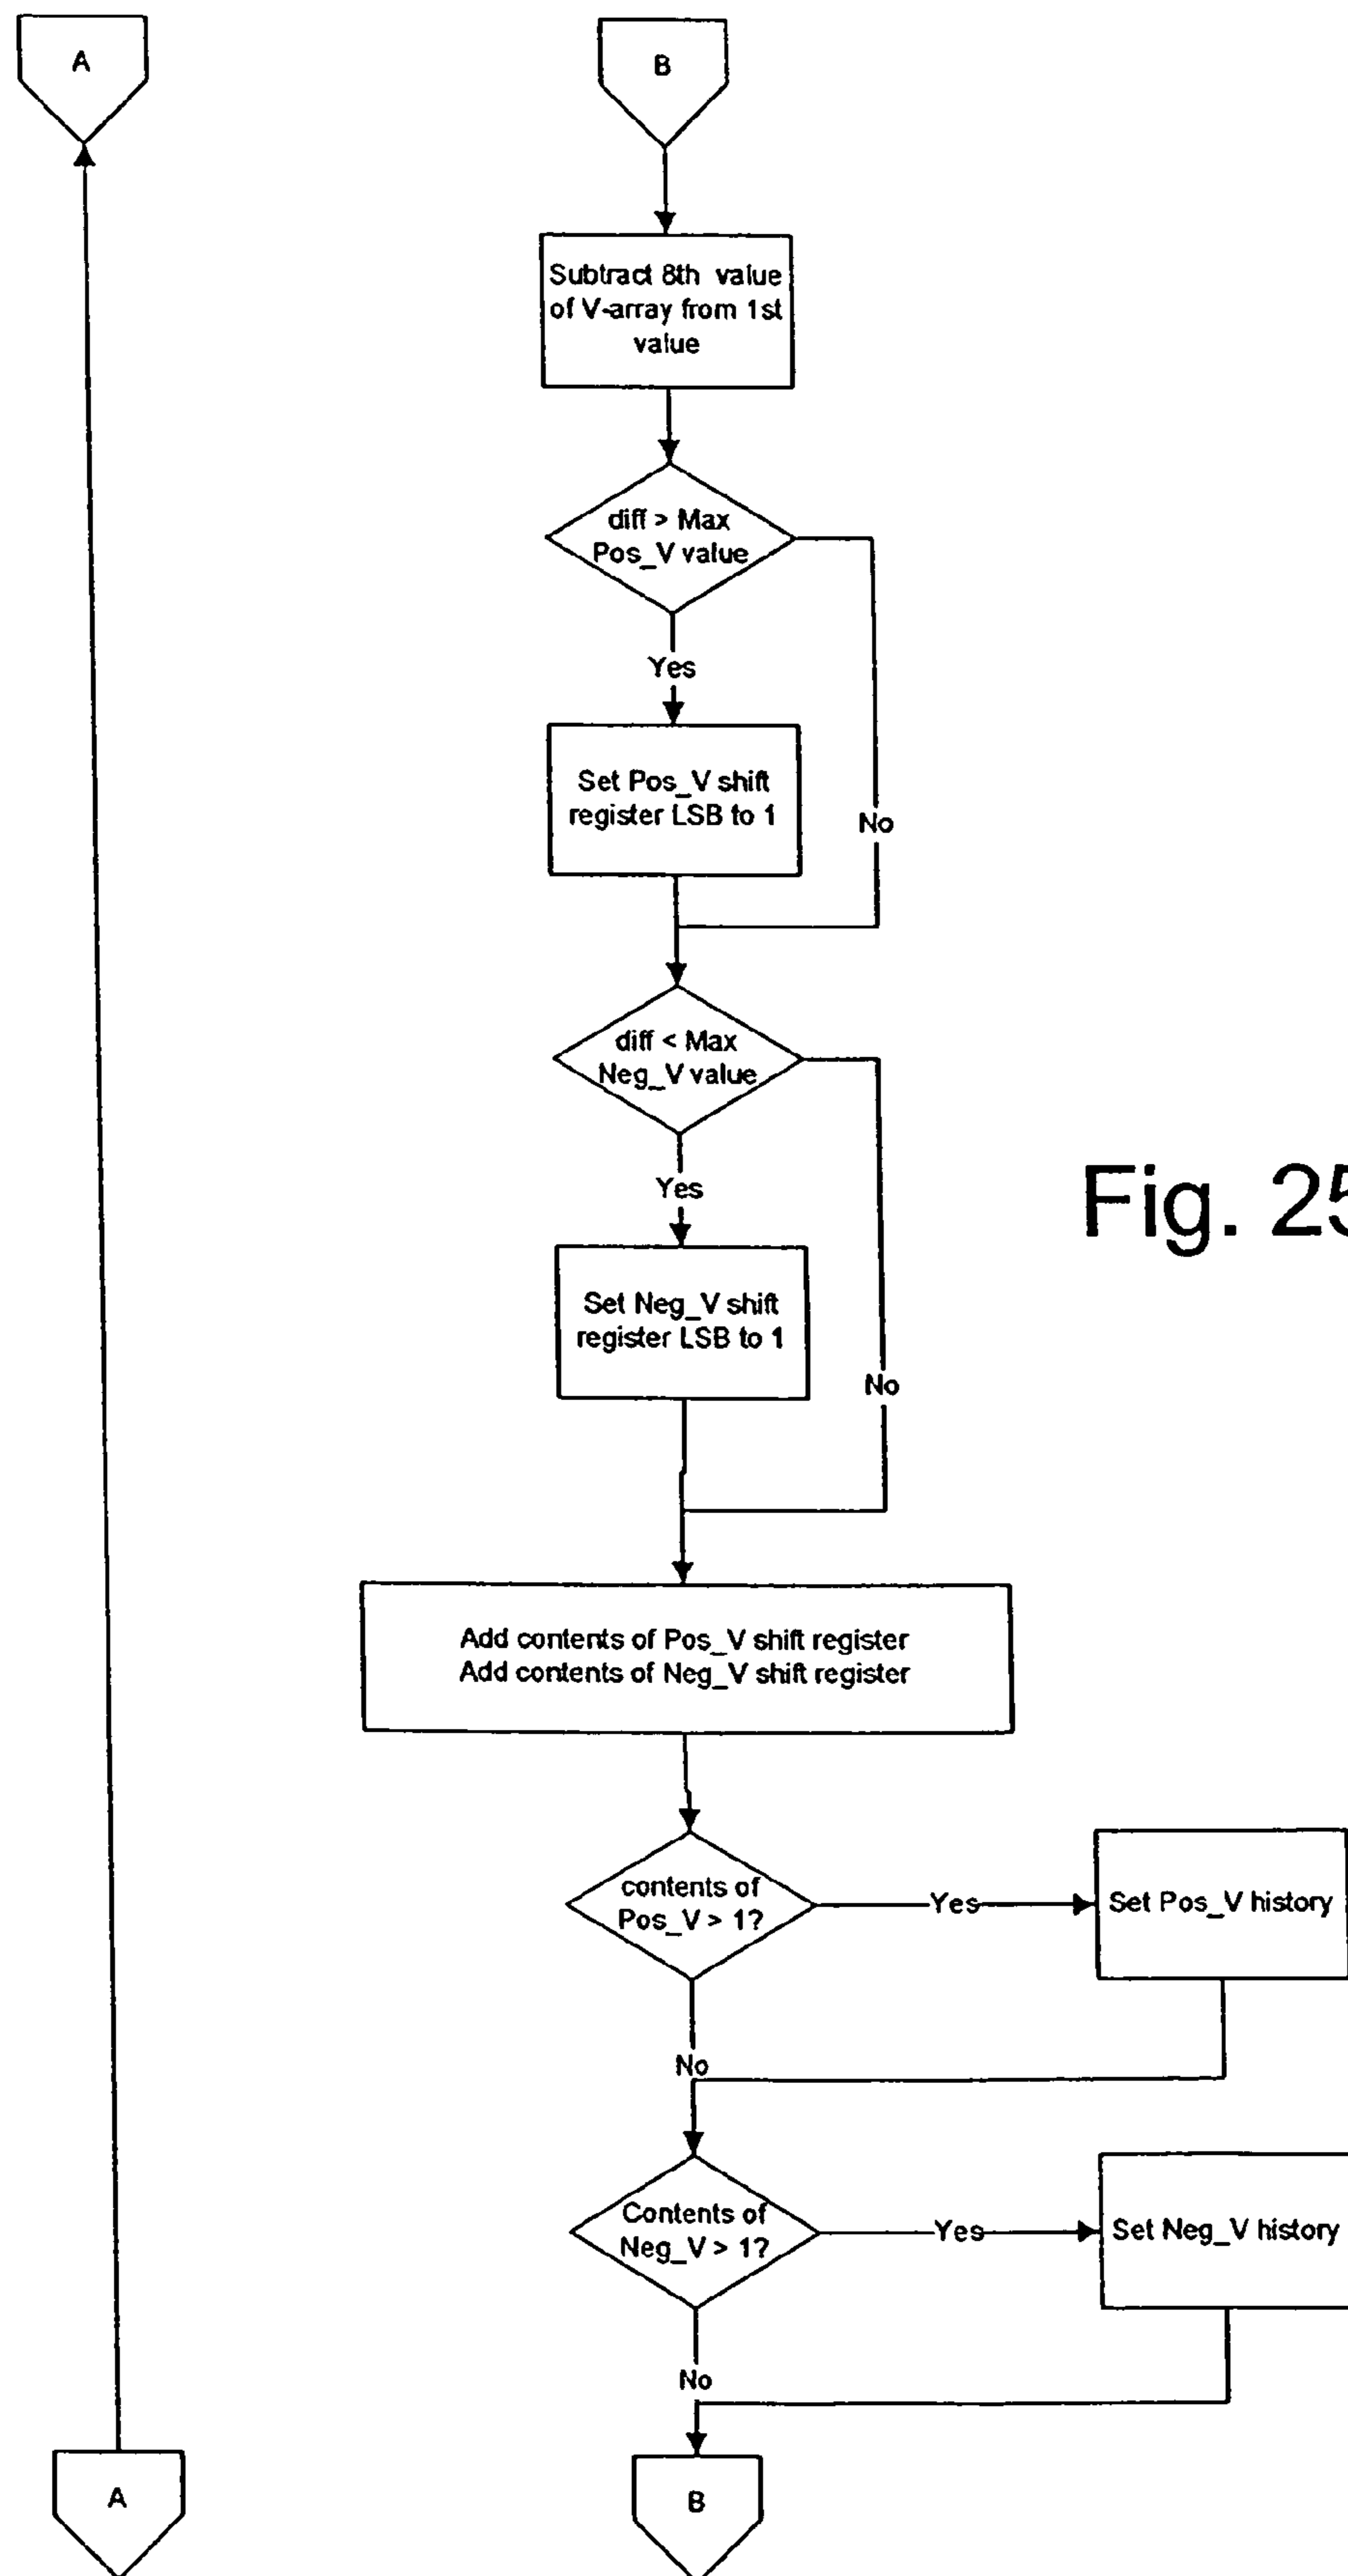 A
B
Subtract 8th value
of V-array from 1st
value
diff > Max
Pos_V value
Yes
Set Pos_V shift
register LSB to 1
No
diff < Max
Neg_V value
Yes
Fig. 25
Set Neg_V shift
register LSB to 1
No
Add contents of Pos_V shift register
Add contents of Neg_V shift register
contents of
Pos_V > 1?
Yes
Set Pos_V history
No
Contents of
Neg_V > 1?
Yes
Set Neg_V history
No
A
B